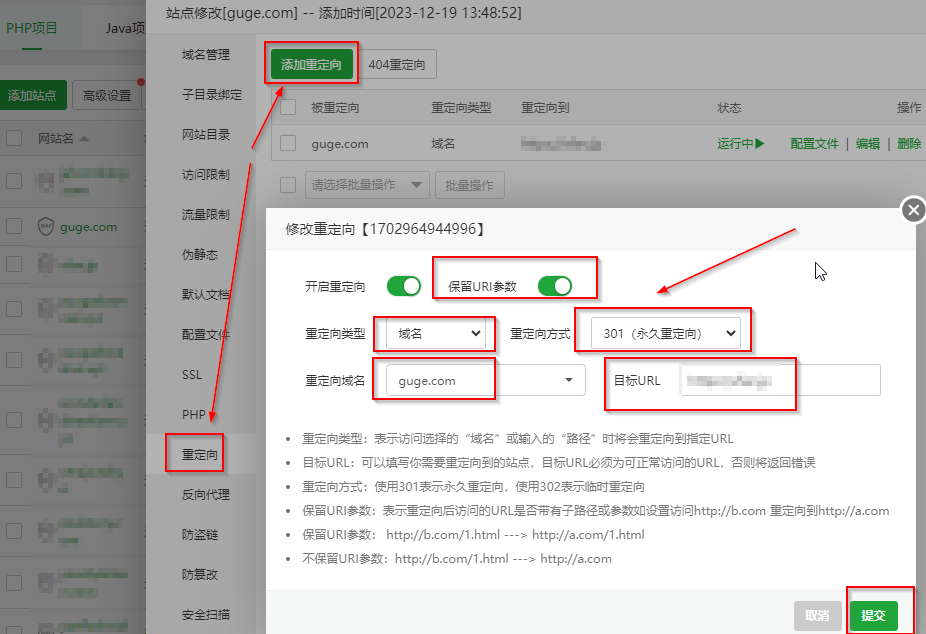 站点修改[guge.com] -- 添加时间[2023-12-19 13:48:52]
PHP项目
Java项
添加站点
高级设置
网站名
guge.com
域名管理
子目录绑定
网站目录
访问限制
流量限制
伪静态
默认文档
配置文件
SSL
PHP
重定向
反向代理
防盗链
防篡改
安全扫描
添加重定向 404重定向
被重定向 重定向类型 重定向到 状态 操作
guge.com 域名 运行中 配置文件 | 编辑 | 删除
请选择批量操作 批量操作
修改重定向【1702964944996】
开启重定向 保留URI参数
重定向类型 域名 重定向方式 301（永久重定向）
重定向域名 guge.com 目标URL
重定向类型：表示访问选择的“域名”或输入的“路径”时将会重定向到指定URL
目标URL：可以填写你需要重定向到的站点，目标URL必须为可正常访问的URL，否则将返回错误
重定向方式：使用301表示永久重定向，使用302表示临时重定向
保留URI参数：表示重定向后访问的URL是否带有子路径或参数如设置访问http://b.com 重定向到http://a.com
保留URI参数： http://b.com/1.html ---> http://a.com/1.html
不保留URI参数：http://b.com/1.html ---> http://a.com
取消 提交